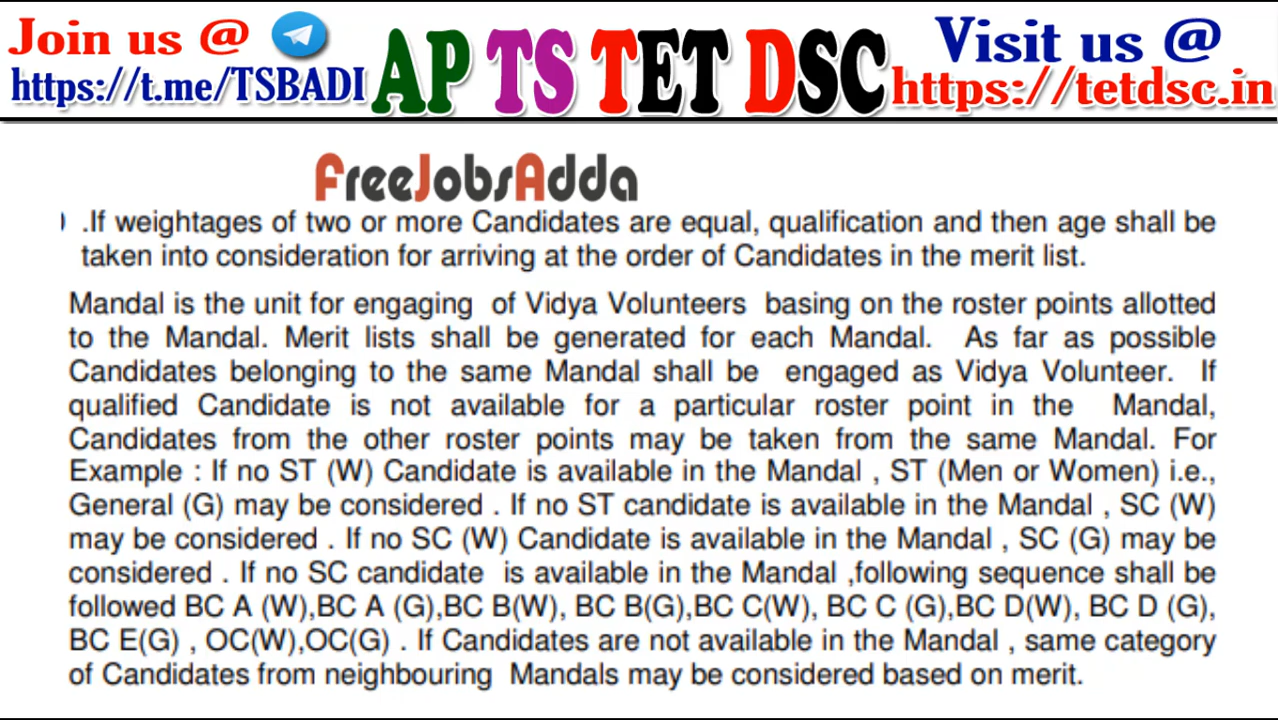 Join us @
https://t.me/TSBADI
AP TS TET DSC
Visit us @
https://tetdsc.in
FreeJobsAdda
.If weightages of two or more Candidates are equal, qualification and then age shall be
taken into consideration for arriving at the order of Candidates in the merit list.
Mandal is the unit for engaging of Vidya Volunteers basing on the roster points allotted
to the Mandal. Merit lists shall be generated for each Mandal. As far as possible
Candidates belonging to the same Mandal shall be engaged as Vidya Volunteer. If
qualified Candidate is not available for a particular roster point in the Mandal,
Candidates from the other roster points may be taken from the same Mandal. For
Example : If no ST (W) Candidate is available in the Mandal , ST (Men or Women) i.e.,
General (G) may be considered . If no ST candidate is available in the Mandal , SC (W)
may be considered . If no SC (W) Candidate is available in the Mandal , SC (G) may be
considered . If no SC candidate is available in the Mandal ,following sequence shall be
followed BC A (W),BC A (G),BC B(W), BC B(G),BC C(W), BC C (G),BC D(W), BC D (G),
BC E(G) , OC(W),OC(G) . If Candidates are not available in the Mandal , same category
of Candidates from neighbouring Mandals may be considered based on merit.